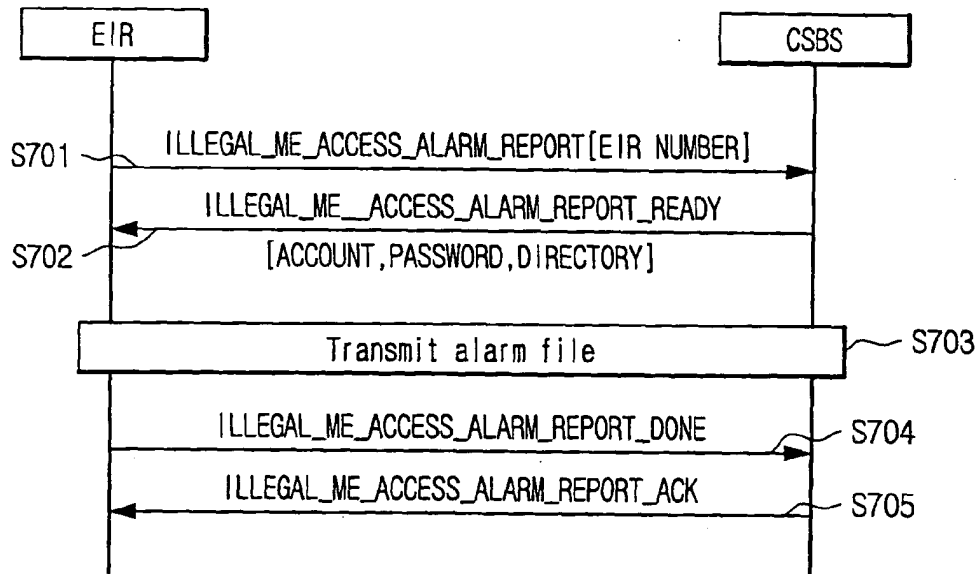 EIR
CSBS
ILLEGAL_ME_ACCESS_ALARM_REPORT[EIR NUMBER]
S701
ILLEGAL_ME__ACCESS_ALARM_REPORT_READY
S702
[ACCOUNT,PASSWORD,DIRECTORY]
Transmit alarm file
S703
ILLEGAL_ME_ACCESS_ALARM_REPORT_DONE
S704
ILLEGAL_ME_ACCESS_ALARM_REPORT_ACK
S705